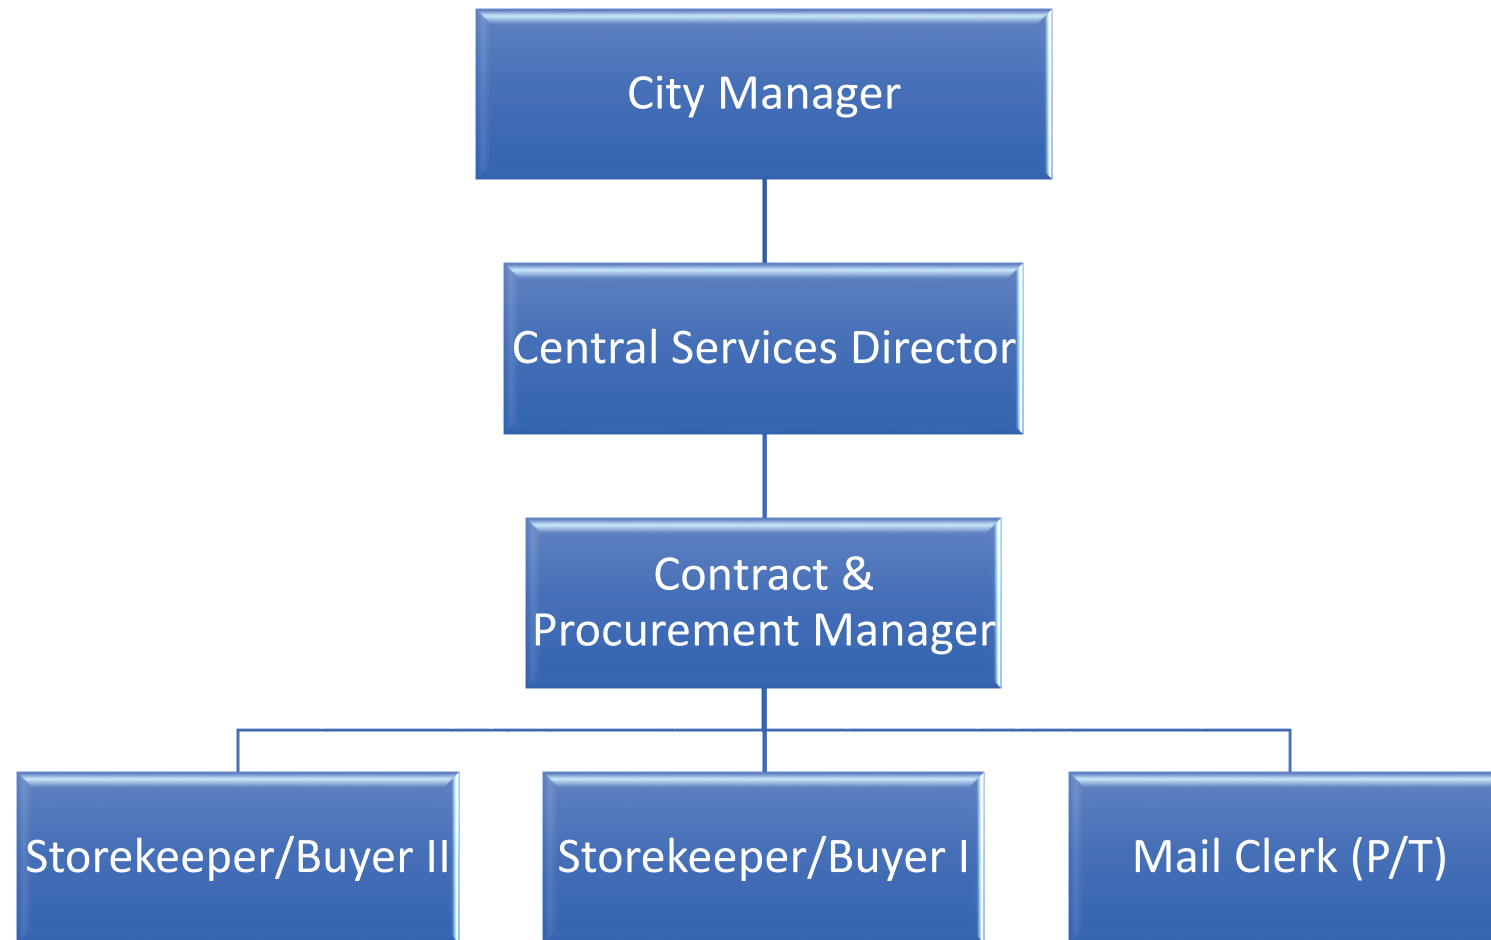 City Manager
Central Services Director
Contract &
Procurement Manager
Storekeeper/Buyer II
Storekeeper/Buyer I
Mail Clerk (P/T)